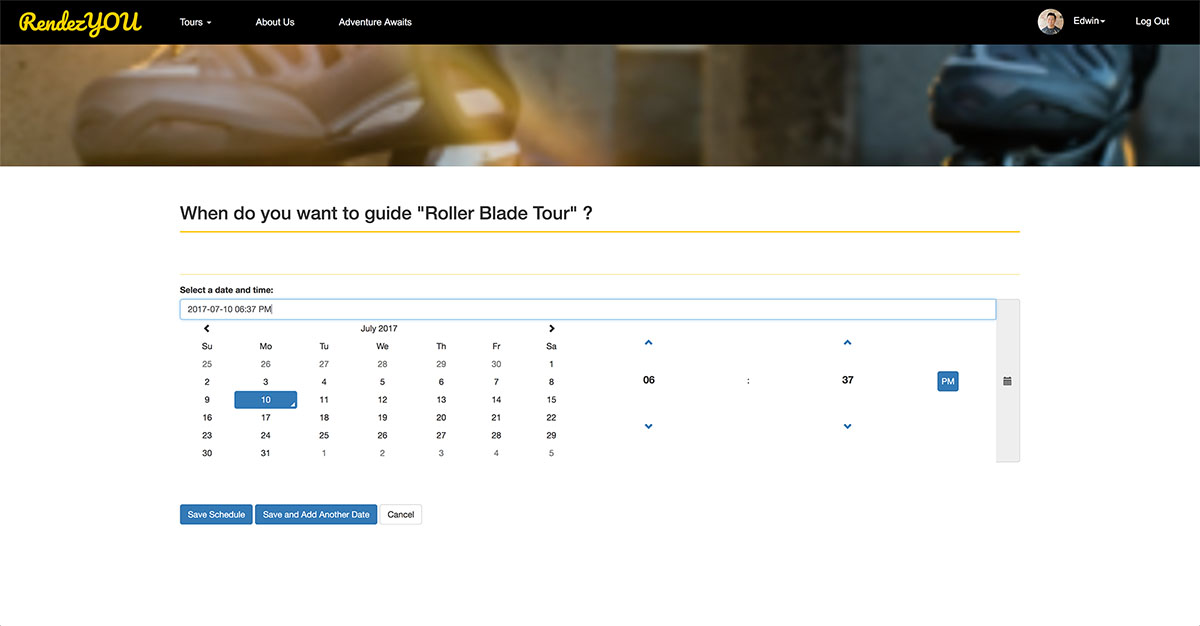 RendezYOU Tours About Us Adventure Awaits Edwin Log Out
When do you want to guide "Roller Blade Tour" ?
Select a date and time:
2017-07-10 06:37 PM
July 2017
Su Mo Tu We Th Fr Sa
25 26 27 28 29 30 1
2 3 4 5 6 7 8
9 10 11 12 13 14 15
16 17 18 19 20 21 22
23 24 25 26 27 28 29
30 31 1 2 3 4 5
06 : 37 PM
Save Schedule Save and Add Another Date Cancel